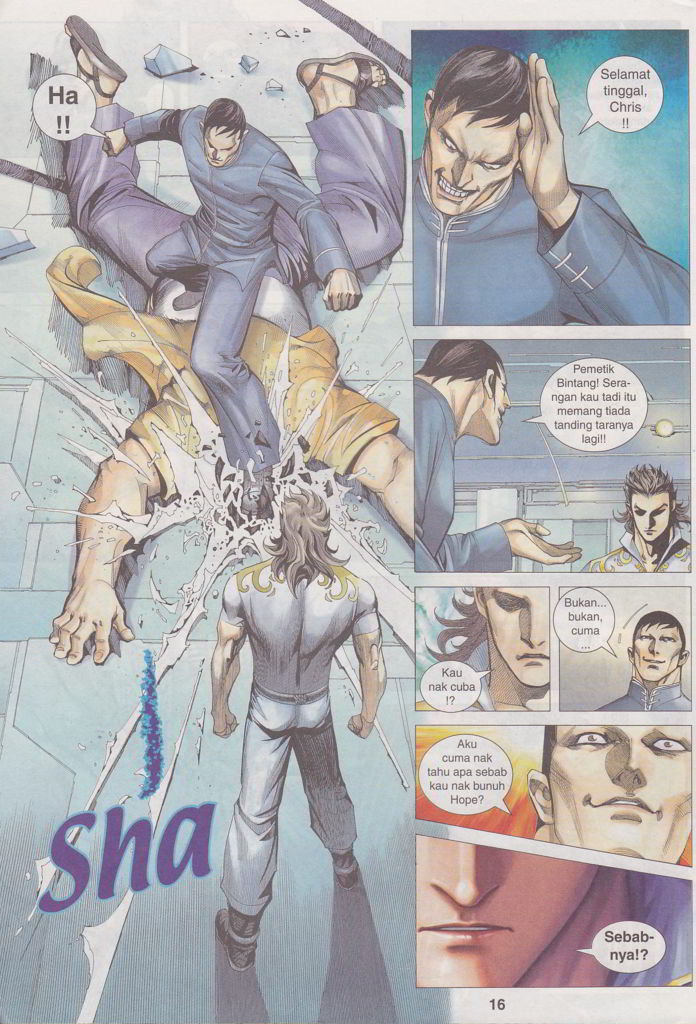 Ha
!!
Sha
Selamat
tinggal,
Chris
!!
Pemetik
Bintang! Sera-
ngan kau tadi itu
memang tiada
tanding taranya
lagi!!
Kau
nak cuba
!?
Bukan...
bukan,
cuma
...
Aku
cuma nak
tahu apa sebab
kau nak bunuh
Hope?
Sebab-
nya!?
16